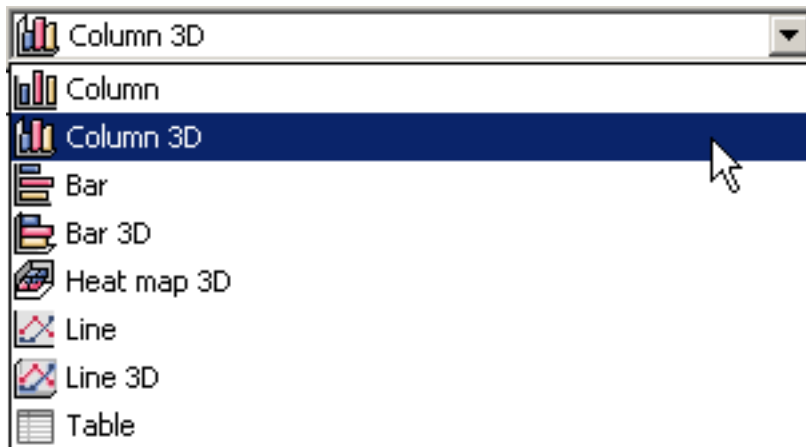 Column 3D
Column
Column 3D
Bar
Bar 3D
Heat map 3D
Line
Line 3D
Table